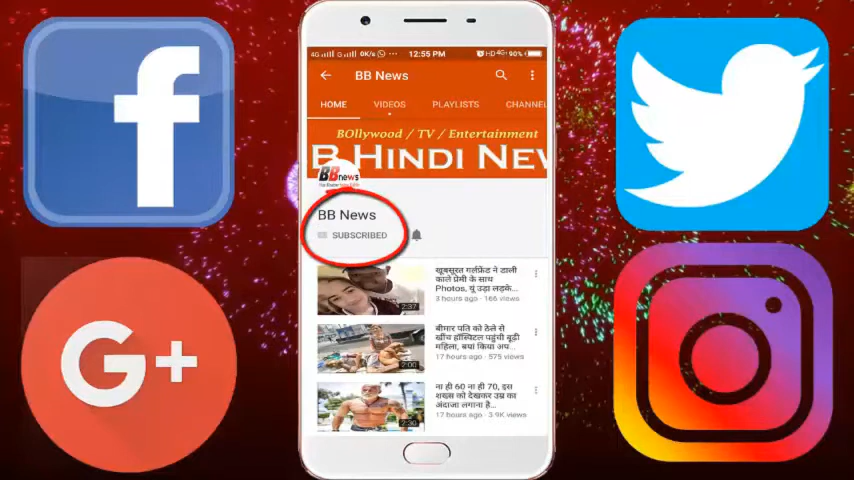 12:55 PM
HD 4G 90%
BB News
HOME VIDEOS PLAYLISTS CHANNEL
BOllywood / TV / Entertainment
B HINDI NEW
BBnews
BB News
SUBSCRIBED
खूबसूरत गर्लफ्रेंड ने डाली
काले प्रेमी के साथ
Photos, यूं उड़ा लड़के...
3 hours ago · 166 views
2:37
बीमार पति को ठेले से
खींच हॉस्पिटल पहुंची बूढ़ी
महिला, बयां किया अप...
17 hours ago · 575 views
2:00
ना ही 60 ना ही 70, इस
शख्स को देखकर उम्र का
अंदाजा लगाना है...
17 hours ago · 3.9K views
2:30
f
G+